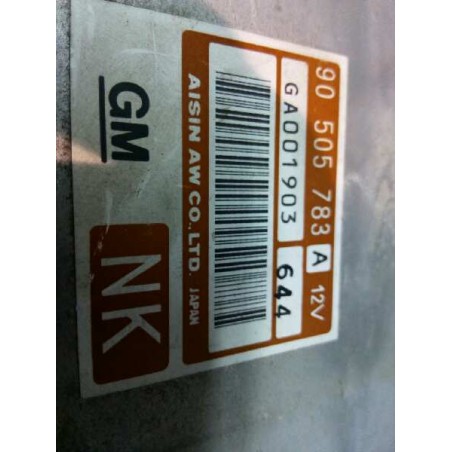 90 505 783 A 12V
GA001903 644
AISIN AW CO., LTD. JAPAN
GM NK